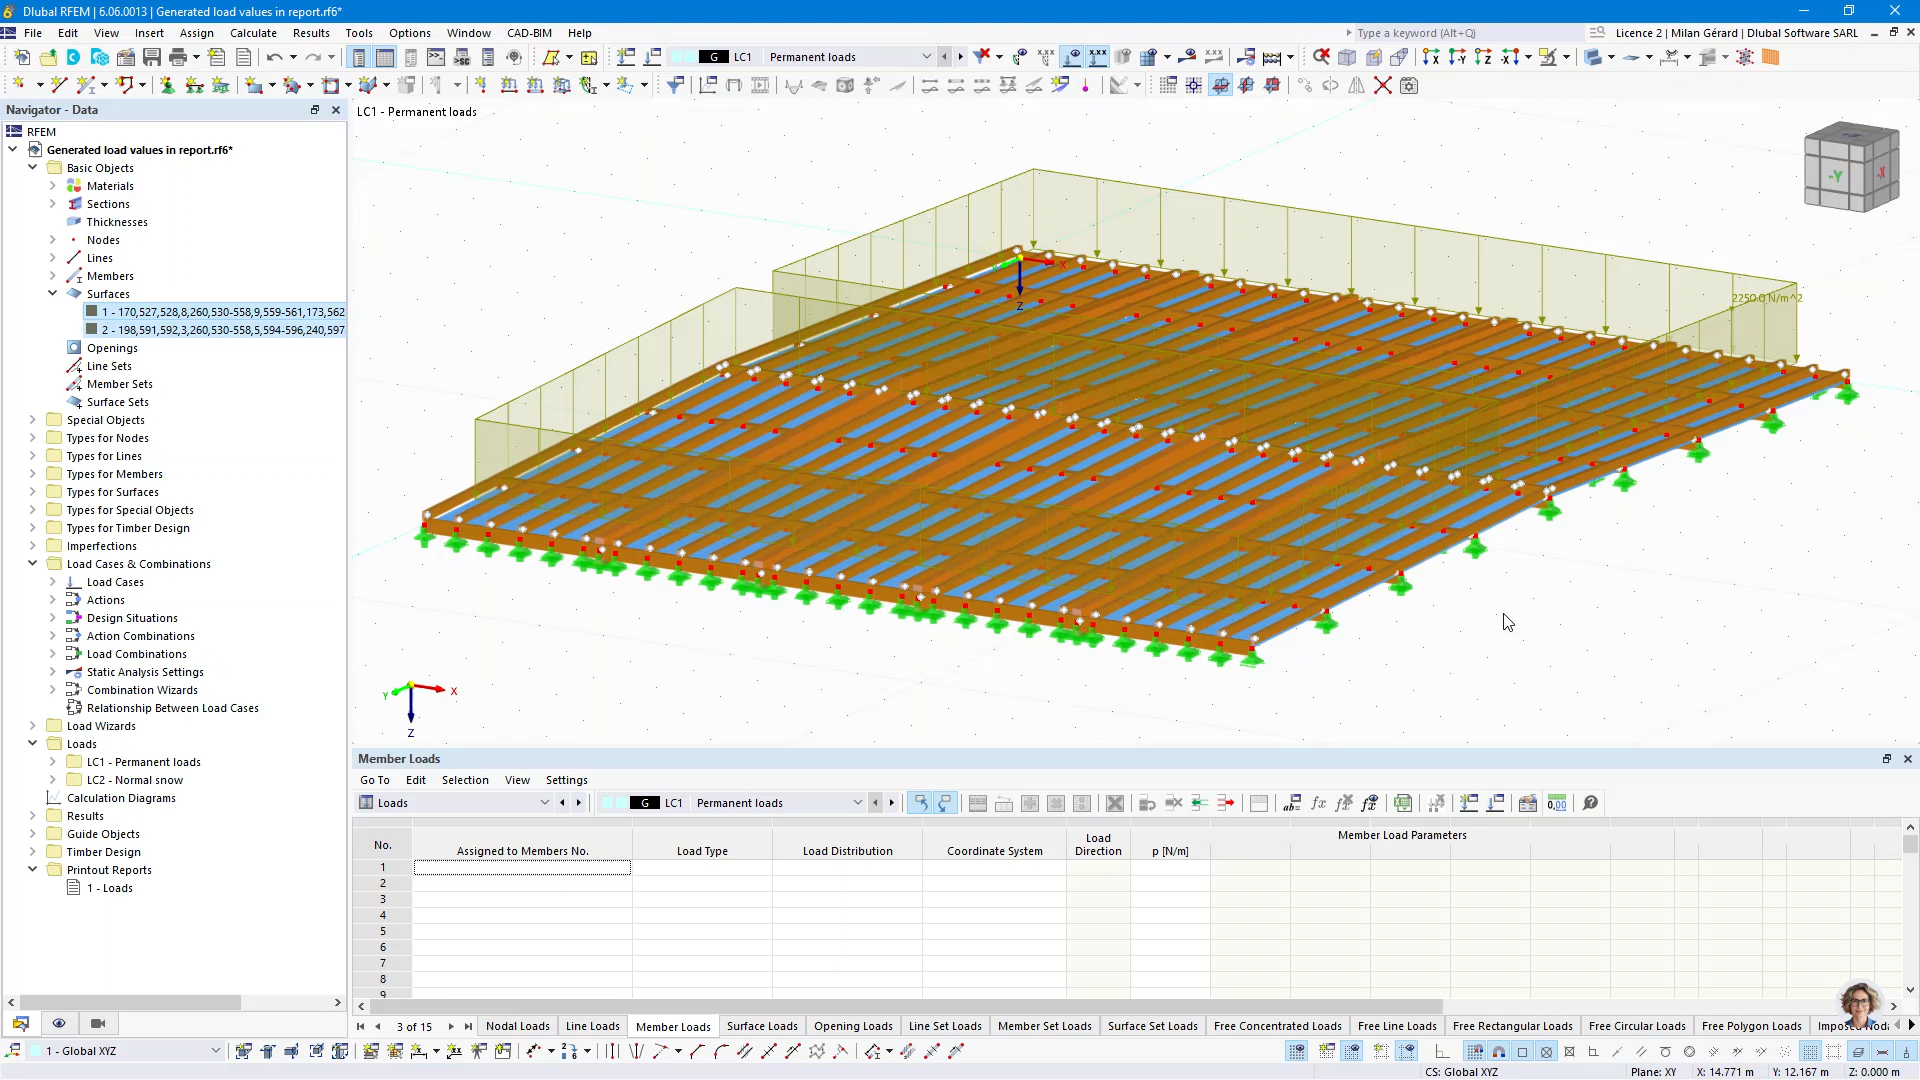 Dlubal RFEM | 6.06.0013 | Generated load values in report.rf6*
File Edit View Insert Assign Calculate Results Tools Options Window CAD-BIM Help
Type a keyword (Alt+Q)
Licence 2 | Milan Gérard | Dlubal Software SARL
G LC1 Permanent loads
Navigator - Data
LC1 - Permanent loads
RFEM
Generated load values in report.rf6*
Basic Objects
Materials
Sections
Thicknesses
Nodes
Lines
Members
Surfaces
1 - 170,527,528,8,260,530-558,9,559-561,173,562
2 - 198,591,592,3,260,530-558,5,594-596,240,597
Openings
Line Sets
Member Sets
Surface Sets
Special Objects
Types for Nodes
Types for Lines
Types for Members
Types for Surfaces
Types for Special Objects
Types for Timber Design
Imperfections
Load Cases & Combinations
Load Cases
Actions
Design Situations
Action Combinations
Load Combinations
Static Analysis Settings
Combination Wizards
Relationship Between Load Cases
Load Wizards
Loads
LC1 - Permanent loads
LC2 - Normal snow
Calculation Diagrams
Results
Guide Objects
Timber Design
Printout Reports
1 - Loads
2250.0 N/m^2
X
Z
-Y -X
Y X
Z
Member Loads
Go To Edit Selection View Settings
Loads
G LC1 Permanent loads
No. Assigned to Members No. Load Type Load Distribution Coordinate System Load Direction p [N/m] Member Load Parameters
1
2
3
4
5
6
7
8
9
3 of 15 Nodal Loads Line Loads Member Loads Surface Loads Opening Loads Line Set Loads Member Set Loads Surface Set Loads Free Concentrated Loads Free Line Loads Free Rectangular Loads Free Circular Loads Free Polygon Loads
1 - Global XYZ
CS: Global XYZ Plane: XY X: 14.771 m Y: 12.167 m Z: 0.000 m